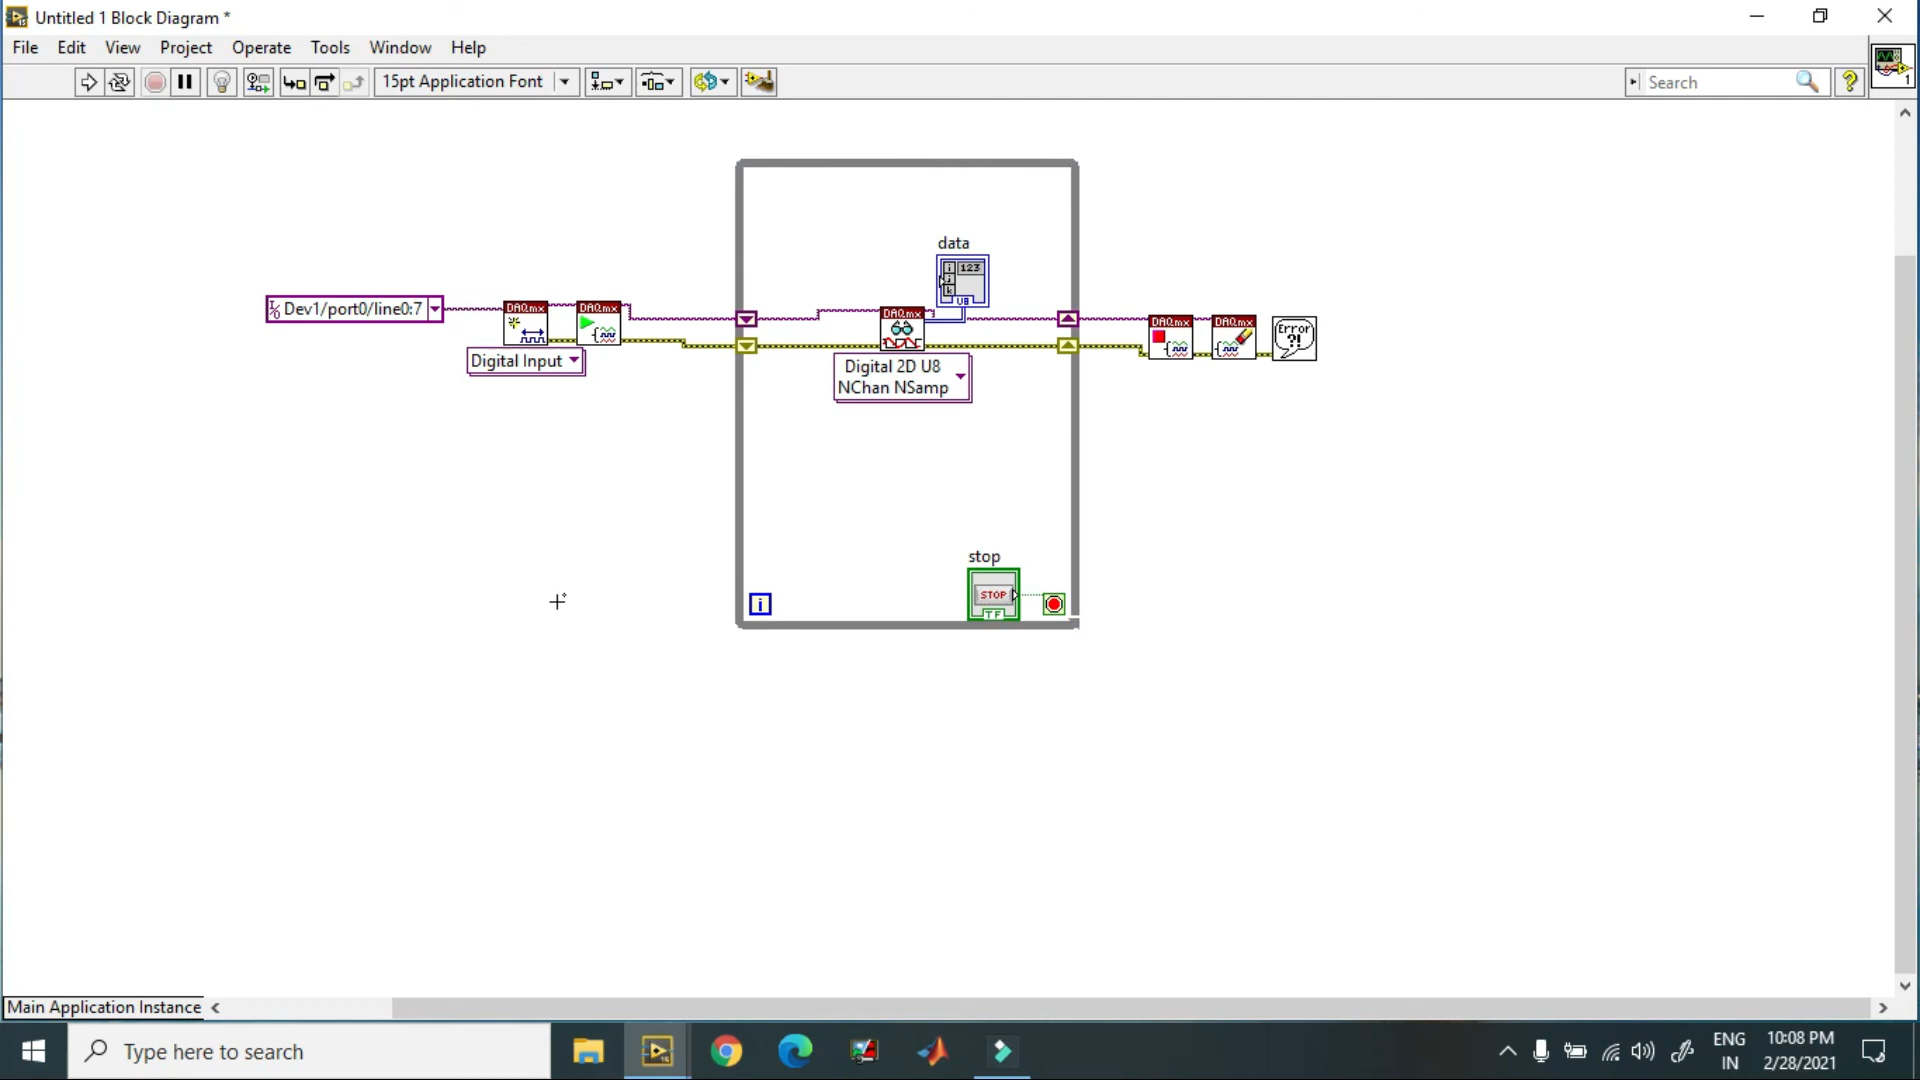 Untitled 1 Block Diagram *
File Edit View Project Operate Tools Window Help
15pt Application Font
Search
?
1
data
123
i
j
k
U8
I/O Dev1/port0/line0:7
DAQmx
DAQmx
DAQmx
DAQmx
DAQmx
Error
?!
Digital Input
Digital 2D U8
NChan NSamp
stop
STOP
TF
i
Main Application Instance
Type here to search
ENG
IN
10:08 PM
2/28/2021